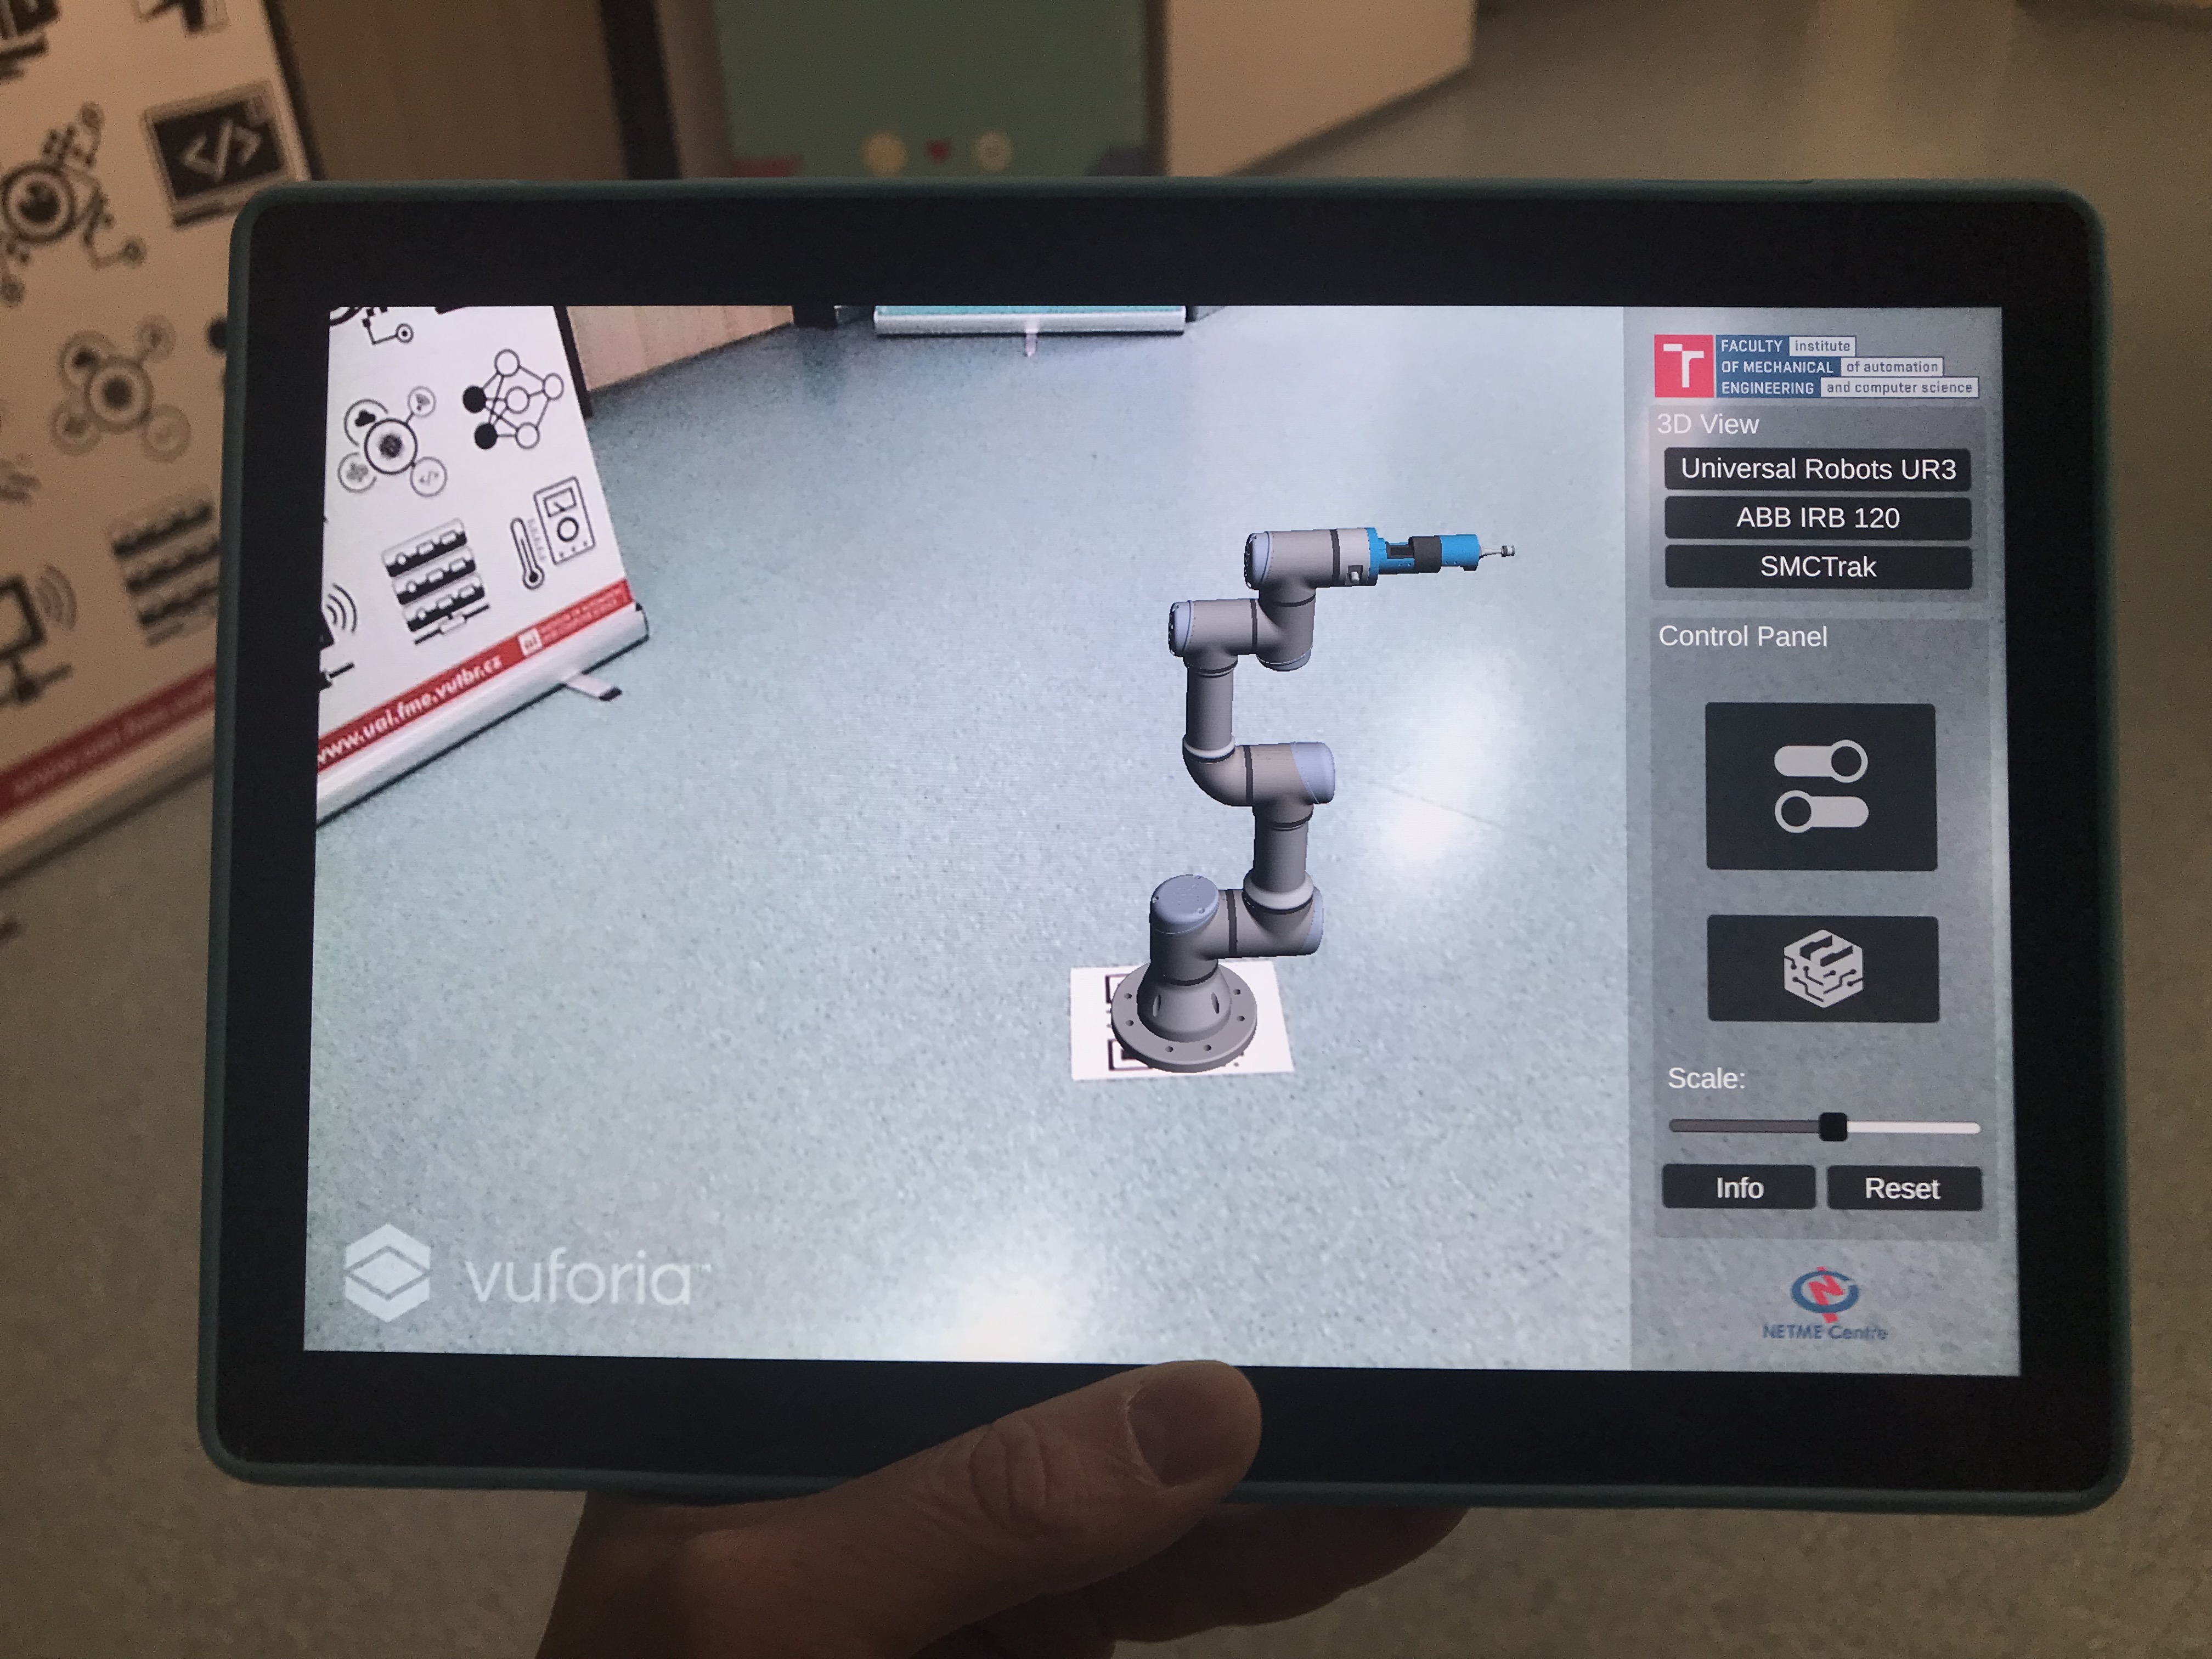 </>
FACULTY institute
OF MECHANICAL of automation
ENGINEERING and computer science
3D View
Universal Robots UR3
ABB IRB 120
SMCTrak
Control Panel
</>
www.uai.fme.vutbr.cz
Scale:
Info Reset
vuforia™
NETME Centre